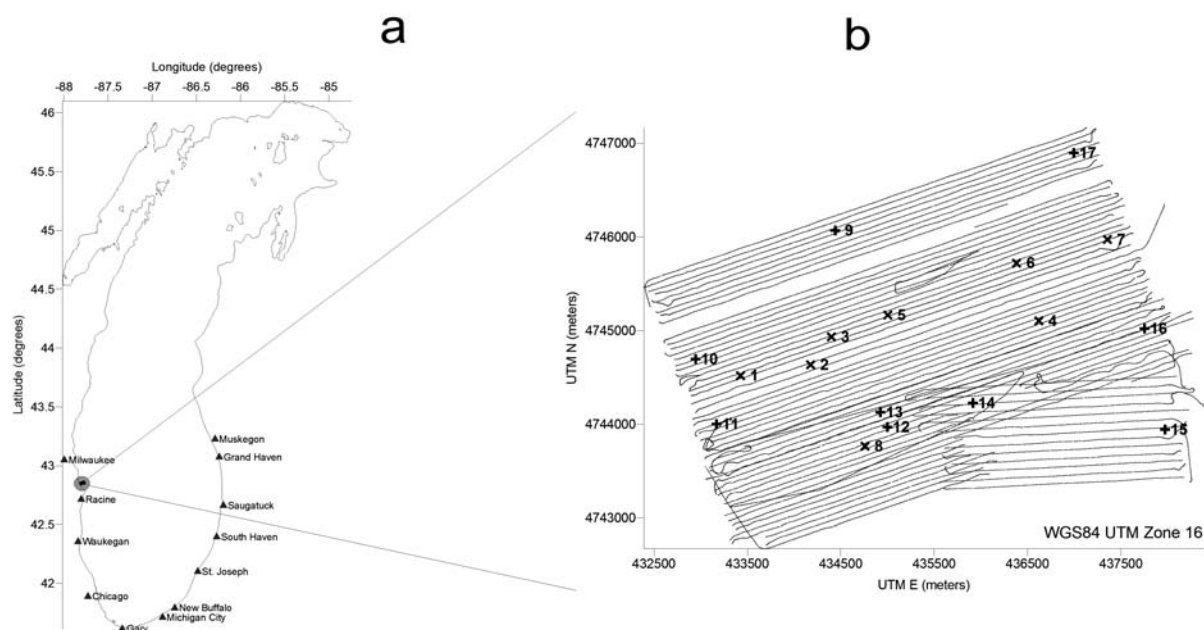 a
Longitude (degrees)
-88 -87.5 -87 -86.5 -86 -85.5 -85
Latitude (degrees)
46
45.5
45
44.5
44
43.5
43
42.5
42
Muskegon
Grand Haven
Milwaukee
Racine
Saugatuck
South Haven
Waukegan
St. Joseph
Chicago
New Buffalo
Michigan City
Gary
b
UTM N (meters)
4747000
4746000
4745000
4744000
4743000
17
9
7
6
5
4
16
3
10
2
1
14
13
11
12
15
8
WGS84 UTM Zone 16
432500 433500 434500 435500 436500 437500
UTM E (meters)